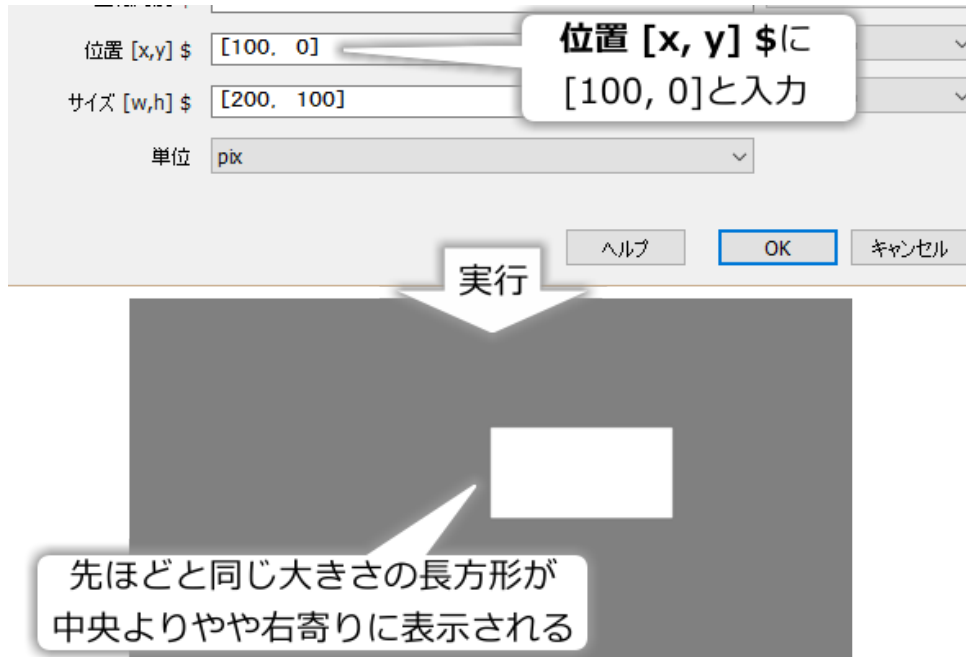 位置 [x,y] $
[100, 0]
位置 [x, y] $に
[100, 0]と入力
サイズ [w,h] $
[200, 100]
単位
pix
ヘルプ
OK
キャンセル
実行
先ほどと同じ大きさの長方形が
中央よりやや右寄りに表示される